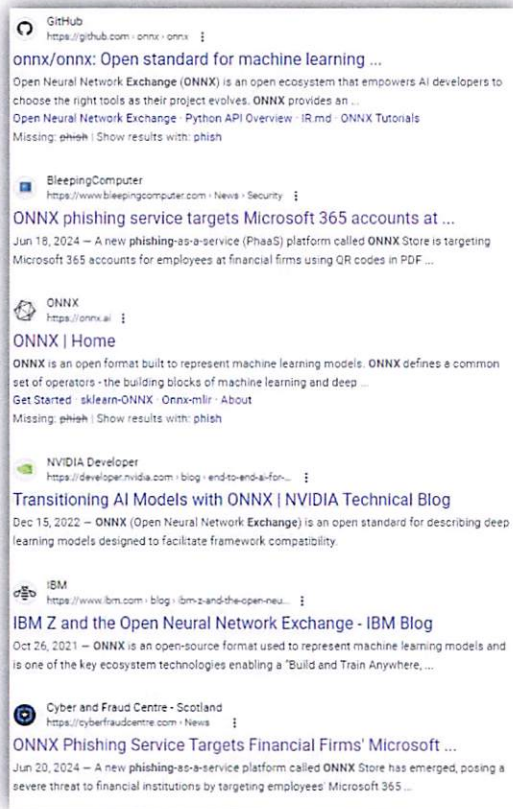 GitHub
https://github.com › onnx › onnx
onnx/onnx: Open standard for machine learning ...
Open Neural Network Exchange (ONNX) is an open ecosystem that empowers AI developers to
choose the right tools as their project evolves. ONNX provides an ...
Open Neural Network Exchange · Python API Overview · IR.md · ONNX Tutorials
Missing: phish | Show results with: phish
BleepingComputer
https://www.bleepingcomputer.com › News › Security
ONNX phishing service targets Microsoft 365 accounts at ...
Jun 18, 2024 — A new phishing-as-a-service (PhaaS) platform called ONNX Store is targeting
Microsoft 365 accounts for employees at financial firms using QR codes in PDF ...
ONNX
https://onnx.ai
ONNX | Home
ONNX is an open format built to represent machine learning models. ONNX defines a common
set of operators - the building blocks of machine learning and deep ...
Get Started · sklearn-ONNX · Onnx-mlir · About
Missing: phish | Show results with: phish
NVIDIA Developer
https://developer.nvidia.com › blog › end-to-end-ai-for-...
Transitioning AI Models with ONNX | NVIDIA Technical Blog
Dec 15, 2022 — ONNX (Open Neural Network Exchange) is an open standard for describing deep
learning models designed to facilitate framework compatibility.
IBM
https://www.ibm.com › blog › ibm-z-and-the-open-neu...
IBM Z and the Open Neural Network Exchange - IBM Blog
Oct 26, 2021 — ONNX is an open-source format used to represent machine learning models and
is one of the key ecosystem technologies enabling a "Build and Train Anywhere, ...
Cyber and Fraud Centre - Scotland
https://cyberfraudcentre.com › News
ONNX Phishing Service Targets Financial Firms' Microsoft ...
Jun 20, 2024 — A new phishing-as-a-service platform called ONNX Store has emerged, posing a
severe threat to financial institutions by targeting employees' Microsoft 365 ...